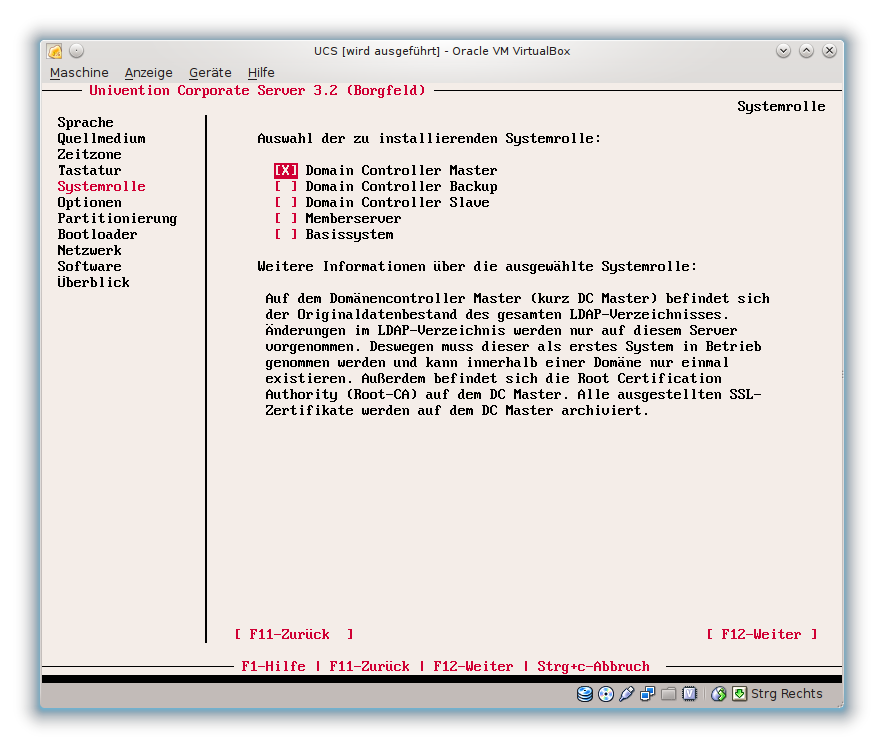 UCS [wird ausgeführt] - Oracle VM VirtualBox
Maschine Anzeige Geräte Hilfe
Univention Corporate Server 3.2 (Borgfeld)
Systemrolle
Sprache
Quellmedium
Zeitzone
Tastatur
Systemrolle
Optionen
Partitionierung
Bootloader
Netzwerk
Software
Überblick
Auswahl der zu installierenden Systemrolle:
[X] Domain Controller Master
[ ] Domain Controller Backup
[ ] Domain Controller Slave
[ ] Memberserver
[ ] Basissystem
Weitere Informationen über die ausgewählte Systemrolle:
Auf dem Domänencontroller Master (kurz DC Master) befindet sich
der Originaldatenbestand des gesamten LDAP-Verzeichnisses.
Änderungen im LDAP-Verzeichnis werden nur auf diesem Server
vorgenommen. Deswegen muss dieser als erstes System in Betrieb
genommen werden und kann innerhalb einer Domäne nur einmal
existieren. Außerdem befindet sich die Root Certification
Authority (Root-CA) auf dem DC Master. Alle ausgestellten SSL-
Zertifikate werden auf dem DC Master archiviert.
[ F11-Zurück ] [ F12-Weiter ]
F1-Hilfe | F11-Zurück | F12-Weiter | Strg+c-Abbruch
Strg Rechts